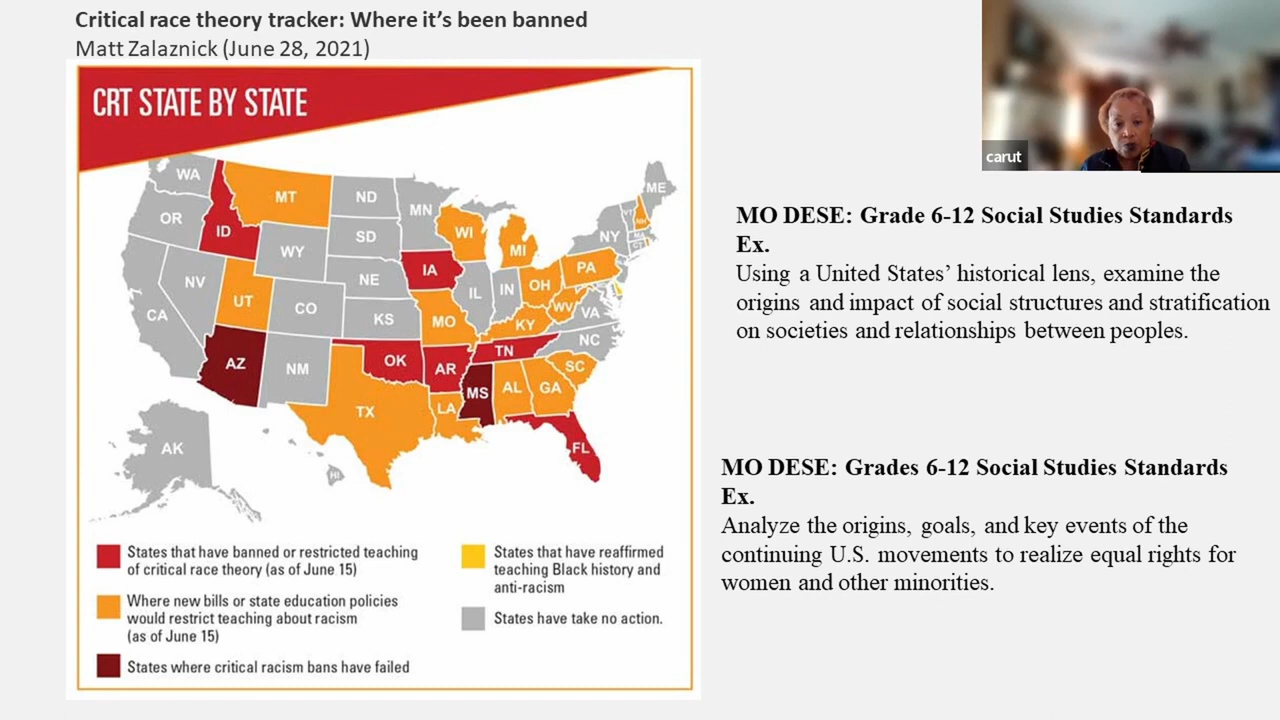 Critical race theory tracker: Where it’s been banned
Matt Zalaznick (June 28, 2021)
CRT STATE BY STATE
WA
MT
ND
MN
ME
OR
ID
SD
WI
MI
NY
VT
NH
MA
CT
WY
IA
NE
PA
NV
UT
CO
IL
IN
OH
WV
VA
CA
KS
MO
KY
NC
AZ
NM
OK
AR
TN
SC
TX
LA
MS
AL
GA
AK
HI
FL
States that have banned or restricted teaching
of critical race theory (as of June 15)
Where new bills or state education policies
would restrict teaching about racism
(as of June 15)
States where critical racism bans have failed
States that have reaffirmed
teaching Black history and
anti-racism
States have take no action.
carut
MO DESE: Grade 6-12 Social Studies Standards
Ex.
Using a United States’ historical lens, examine the
origins and impact of social structures and stratification
on societies and relationships between peoples.
MO DESE: Grades 6-12 Social Studies Standards
Ex.
Analyze the origins, goals, and key events of the
continuing U.S. movements to realize equal rights for
women and other minorities.